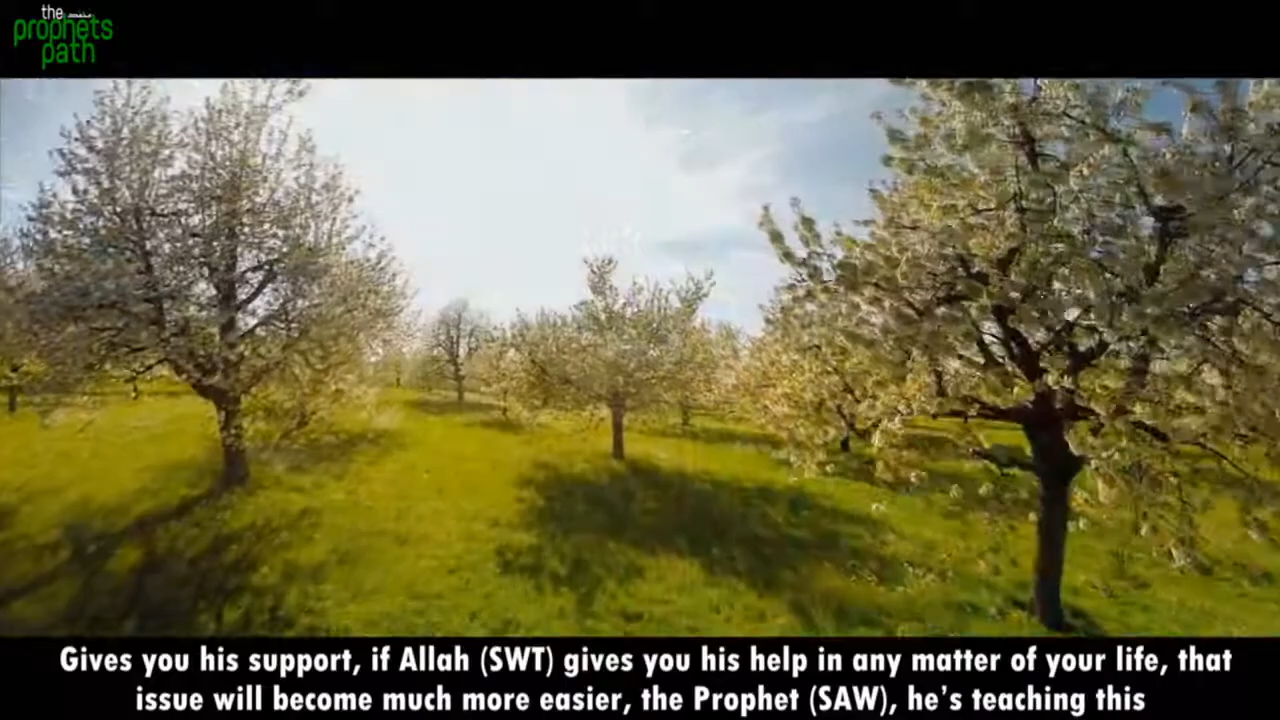 the
prophets
path
Gives you his support, if Allah (SWT) gives you his help in any matter of your life, that
issue will become much more easier, the Prophet (SAW), he's teaching this